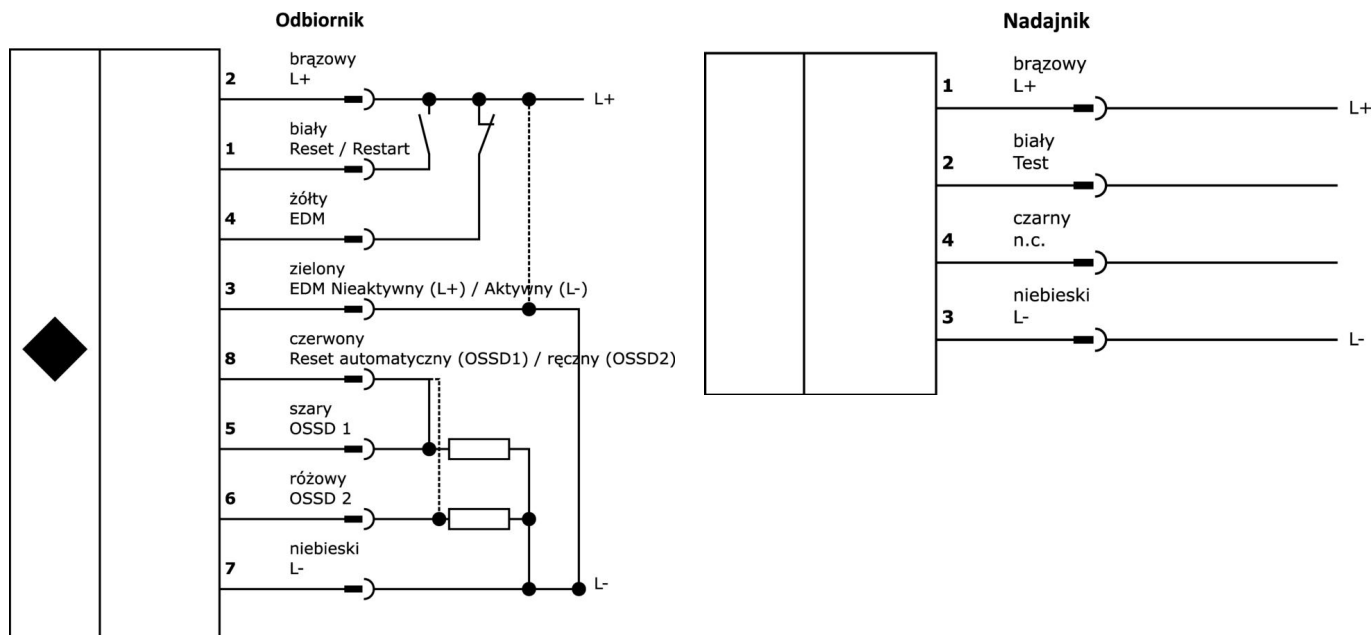 Odbiornik
brązowy
2 L+
L+
biały
1 Reset / Restart
żółty
4 EDM
zielony
3 EDM Nieaktywny (L+) / Aktywny (L-)
czerwony
8 Reset automatyczny (OSSD1) / ręczny (OSSD2)
szary
5 OSSD 1
różowy
6 OSSD 2
niebieski
7 L-
L-
Nadajnik
brązowy
1 L+
L+
biały
2 Test
czarny
4 n.c.
niebieski
3 L-
L-